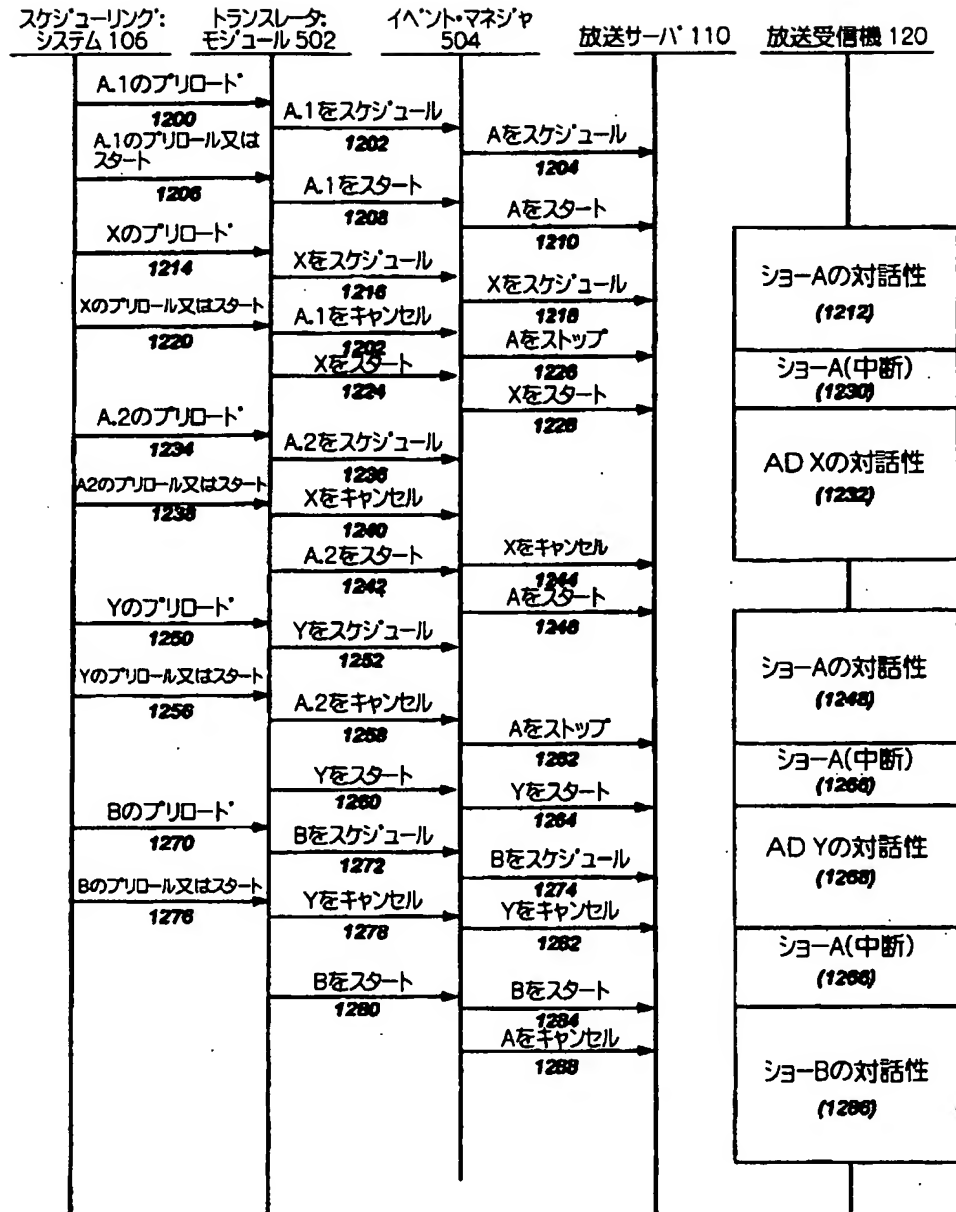 スケジューリング:
システム 106
トランスレータ:
モジュール 502
イベント・マネジャ
504
放送サーバ 110
放送受信機 120
A.1のプリロード
1200
A.1をスケジュール
1202
Aをスケジュール
1204
A.1のプリロール又は
スタート
1206
A.1をスタート
1208
Aをスタート
1210
Xのプリロード
1214
Xをスケジュール
1216
Xをスケジュール
1218
ショーAの対話性
(1212)
Xのプリロール又はスタート
1220
A.1をキャンセル
1202
Aをストップ
1226
Xをスタート
1224
Xをスタート
1228
ショーA(中断)
(1230)
A.2のプリロード
1234
A.2をスケジュール
1236
AD Xの対話性
(1232)
A2のプリロール又はスタート
1238
Xをキャンセル
1240
A.2をスタート
1242
Xをキャンセル
1244
Aをスタート
1246
Yのプリロード
1250
Yをスケジュール
1252
ショーAの対話性
(1248)
Yのプリロール又はスタート
1256
A.2をキャンセル
1258
Aをストップ
1262
ショーA(中断)
(1266)
Yをスタート
1260
Yをスタート
1264
Bのプリロード
1270
Bをスケジュール
1272
Bをスケジュール
1274
AD Yの対話性
(1268)
Bのプリロール又はスタート
1276
Yをキャンセル
1278
Yをキャンセル
1282
ショーA(中断)
(1266)
Bをスタート
1280
Bをスタート
1284
Aをキャンセル
1288
ショーBの対話性
(1286)